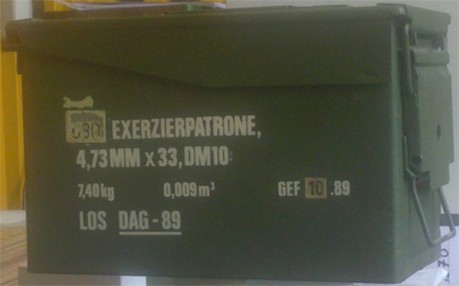 EXERZIERPATRONE,
4,73MM x 33, DM10
7,40kg 0,009m³ GEF 10 .89
LOS DAG - 89